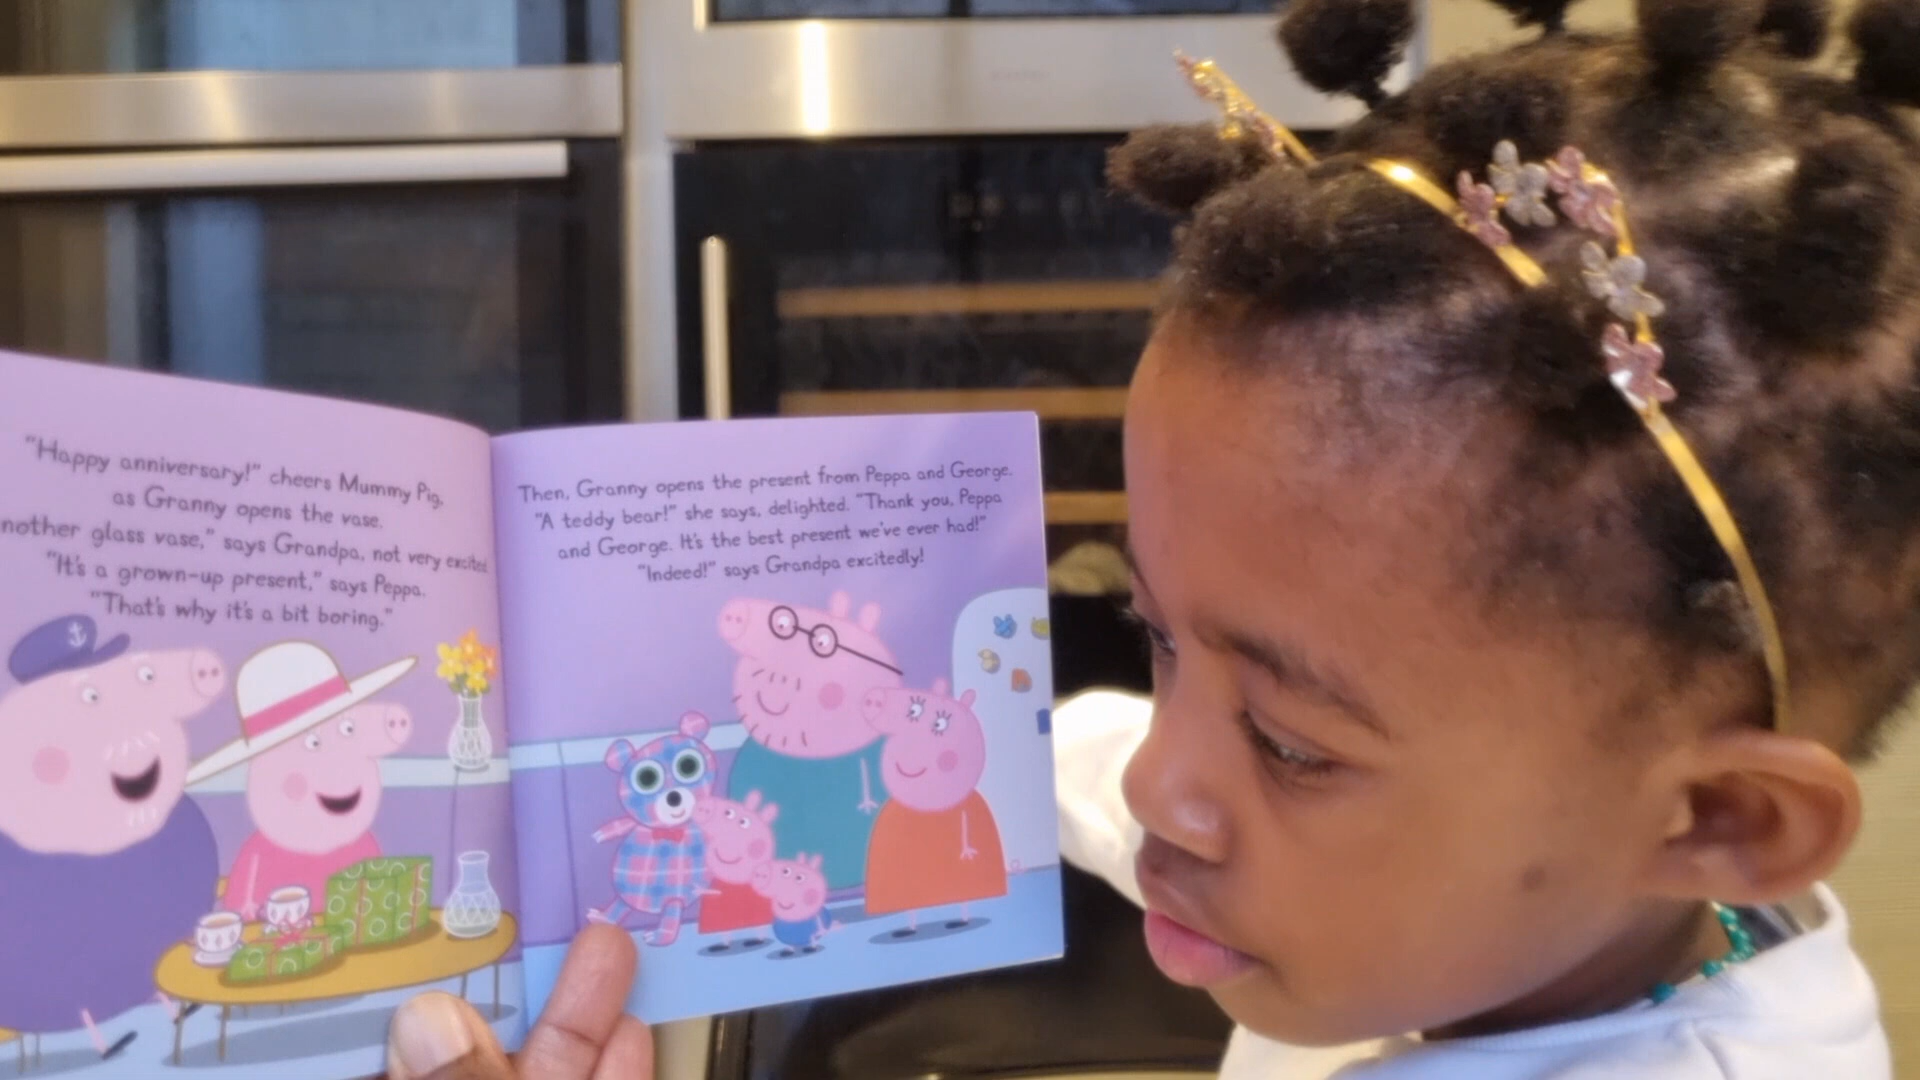 "Happy anniversary!" cheers Mummy Pig,
as Granny opens the vase.
nother glass vase," says Grandpa, not very excited.
"It's a grown-up present," says Peppa.
"That's why it's a bit boring."
Then, Granny opens the present from Peppa and George.
"A teddy bear!" she says, delighted. "Thank you, Peppa
and George. It's the best present we've ever had!"
"Indeed!" says Grandpa excitedly!